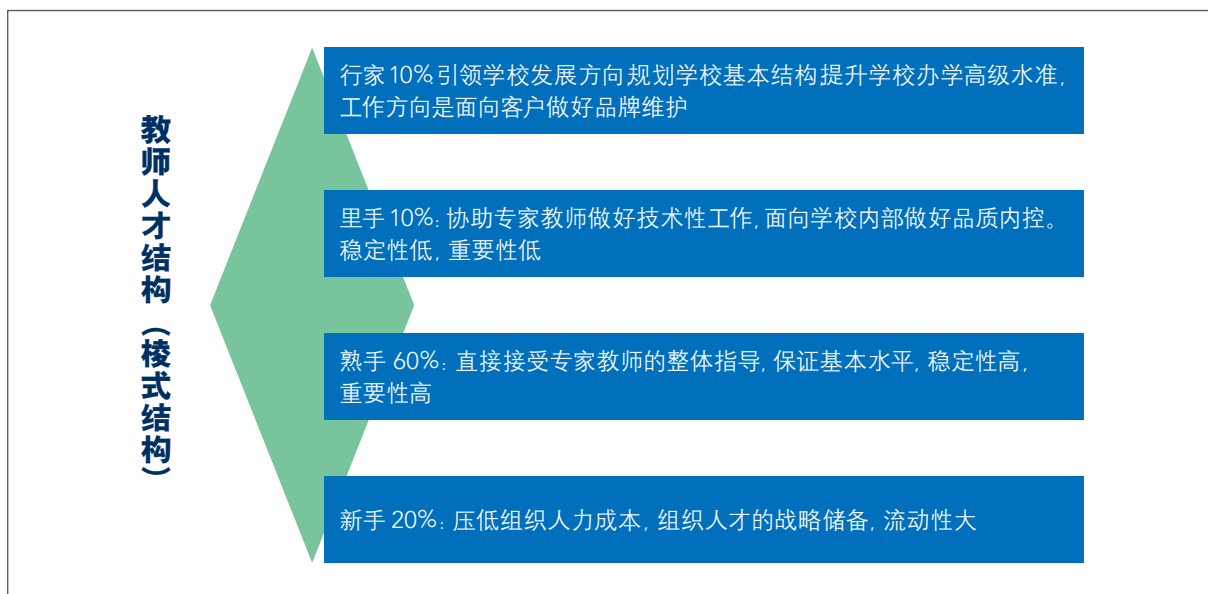 教师人才结构（棱式结构）
行家10%引领学校发展方向,规划学校基本结构提升学校办学高级水准,
工作方向是面向客户做好品牌维护
里手10%: 协助专家教师做好技术性工作, 面向学校内部做好品质内控。
稳定性低, 重要性低
熟手 60%: 直接接受专家教师的整体指导, 保证基本水平, 稳定性高,
重要性高
新手20%: 压低组织人力成本, 组织人才的战略储备, 流动性大